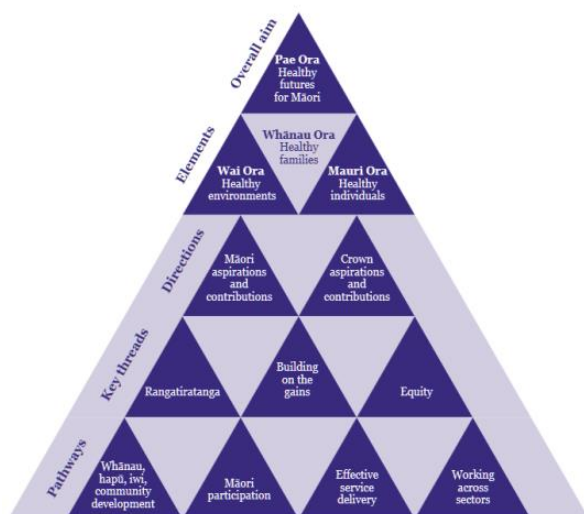 Overall aim
Pae Ora
Healthy
futures
for Māori
Elements
Whānau Ora
Healthy
families
Wai Ora
Healthy
environments
Mauri Ora
Healthy
individuals
Directions
Māori
aspirations
and
contributions
Crown
aspirations
and
contributions
Key threads
Rangatiratanga
Building
on the
gains
Equity
Pathways
Whānau,
hapū, iwi,
community
development
Māori
participation
Effective
service
delivery
Working
across
sectors